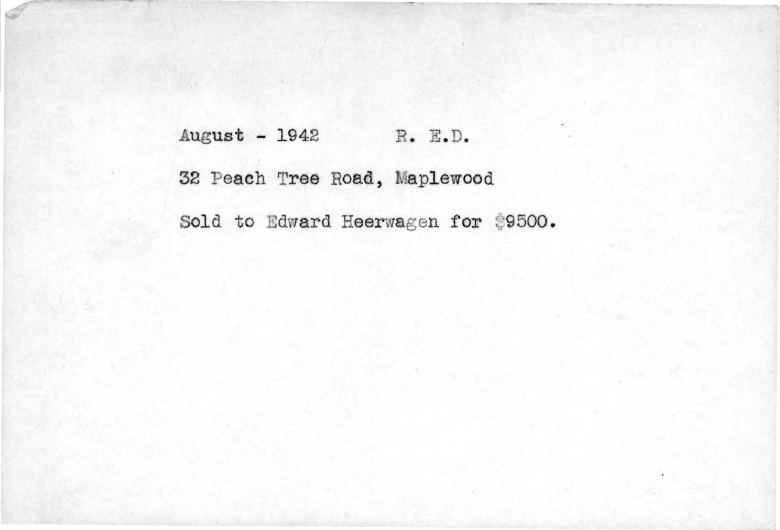 August - 1942 R. E.D.
32 Peach Tree Road, Maplewood
Sold to Edward Heerwagen for $9500.